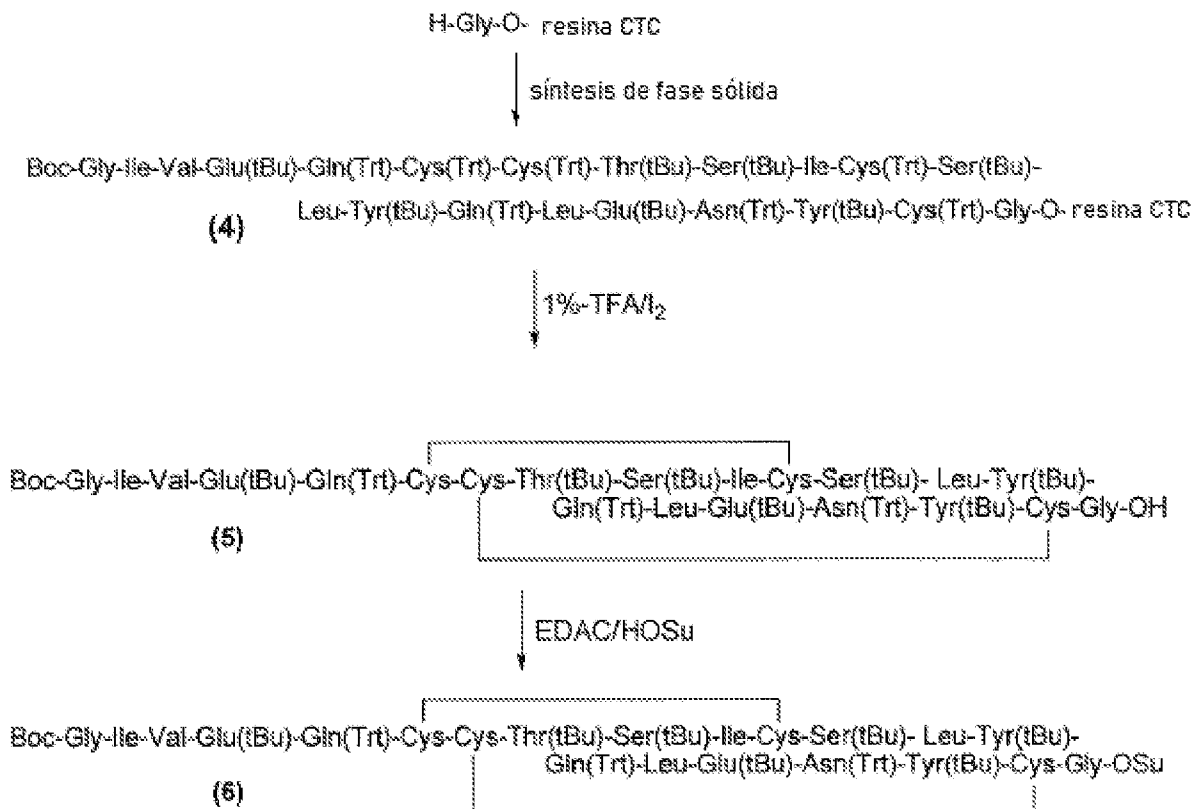 H-Gly-O- resina CTC
síntesis de fase sólida
Boc-Gly-Ile-Val-Glu(tBu)-Gln(Trt)-Cys(Trt)-Cys(Trt)-Thr(tBu)-Ser(tBu)-Ile-Cys(Trt)-Ser(tBu)-
Leu-Tyr(tBu)-Gln(Trt)-Leu-Glu(tBu)-Asn(Trt)-Tyr(tBu)-Cys(Trt)-Gly-O- resina CTC
(4)
1%-TFA/I₂
Boc-Gly-Ile-Val-Glu(tBu)-Gln(Trt)-Cys-Cys-Thr(tBu)-Ser(tBu)-Ile-Cys-Ser(tBu)- Leu-Tyr(tBu)-
Gln(Trt)-Leu-Glu(tBu)-Asn(Trt)-Tyr(tBu)-Cys-Gly-OH
(5)
EDAC/HOSu
Boc-Gly-Ile-Val-Glu(tBu)-Gln(Trt)-Cys-Cys-Thr(tBu)-Ser(tBu)-Ile-Cys-Ser(tBu)- Leu-Tyr(tBu)-
Gln(Trt)-Leu-Glu(tBu)-Asn(Trt)-Tyr(tBu)-Cys-Gly-OSu
(6)